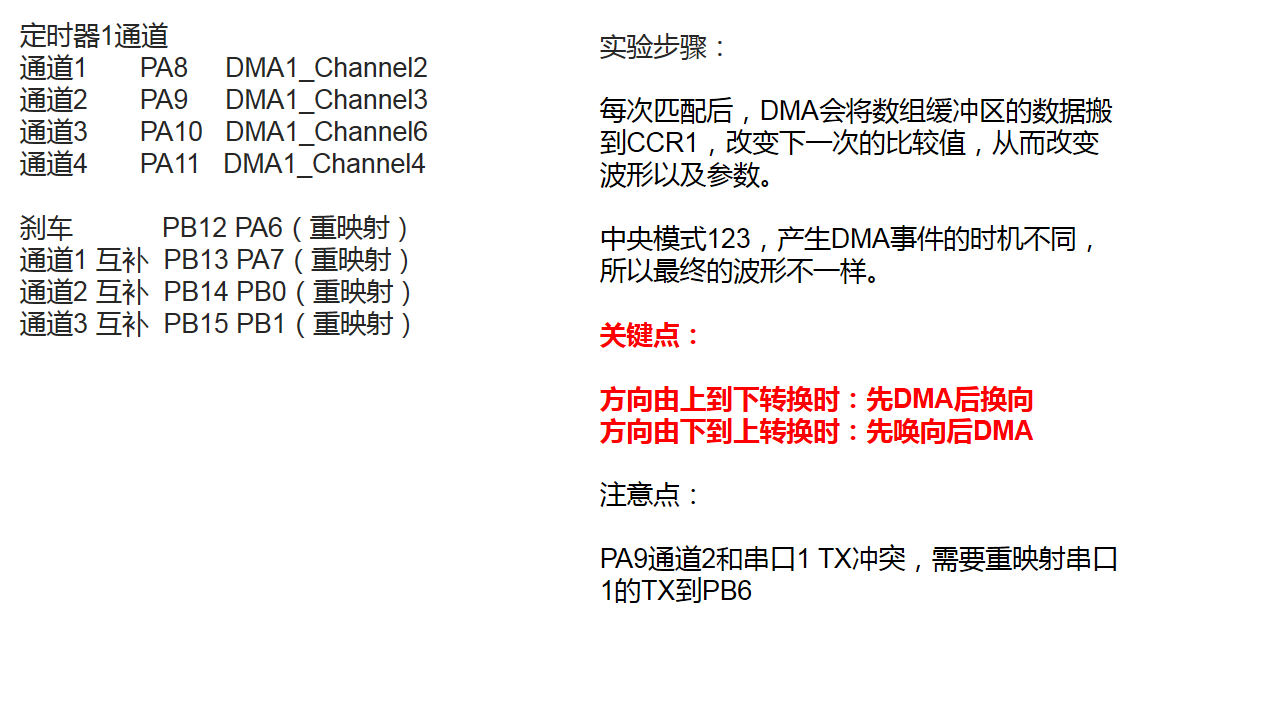 定时器1通道
通道1 PA8 DMA1_Channel2
通道2 PA9 DMA1_Channel3
通道3 PA10 DMA1_Channel6
通道4 PA11 DMA1_Channel4
刹车 PB12 PA6（重映射）
通道1 互补 PB13 PA7（重映射）
通道2 互补 PB14 PB0（重映射）
通道3 互补 PB15 PB1（重映射）
实验步骤：
每次匹配后，DMA会将数组缓冲区的数据搬
到CCR1，改变下一次的比较值，从而改变
波形以及参数。
中央模式123，产生DMA事件的时机不同，
所以最终的波形不一样。
关键点：
方向由上到下转换时：先DMA后换向
方向由下到上转换时：先唤向后DMA
注意点：
PA9通道2和串口1 TX冲突，需要重映射串口
1的TX到PB6